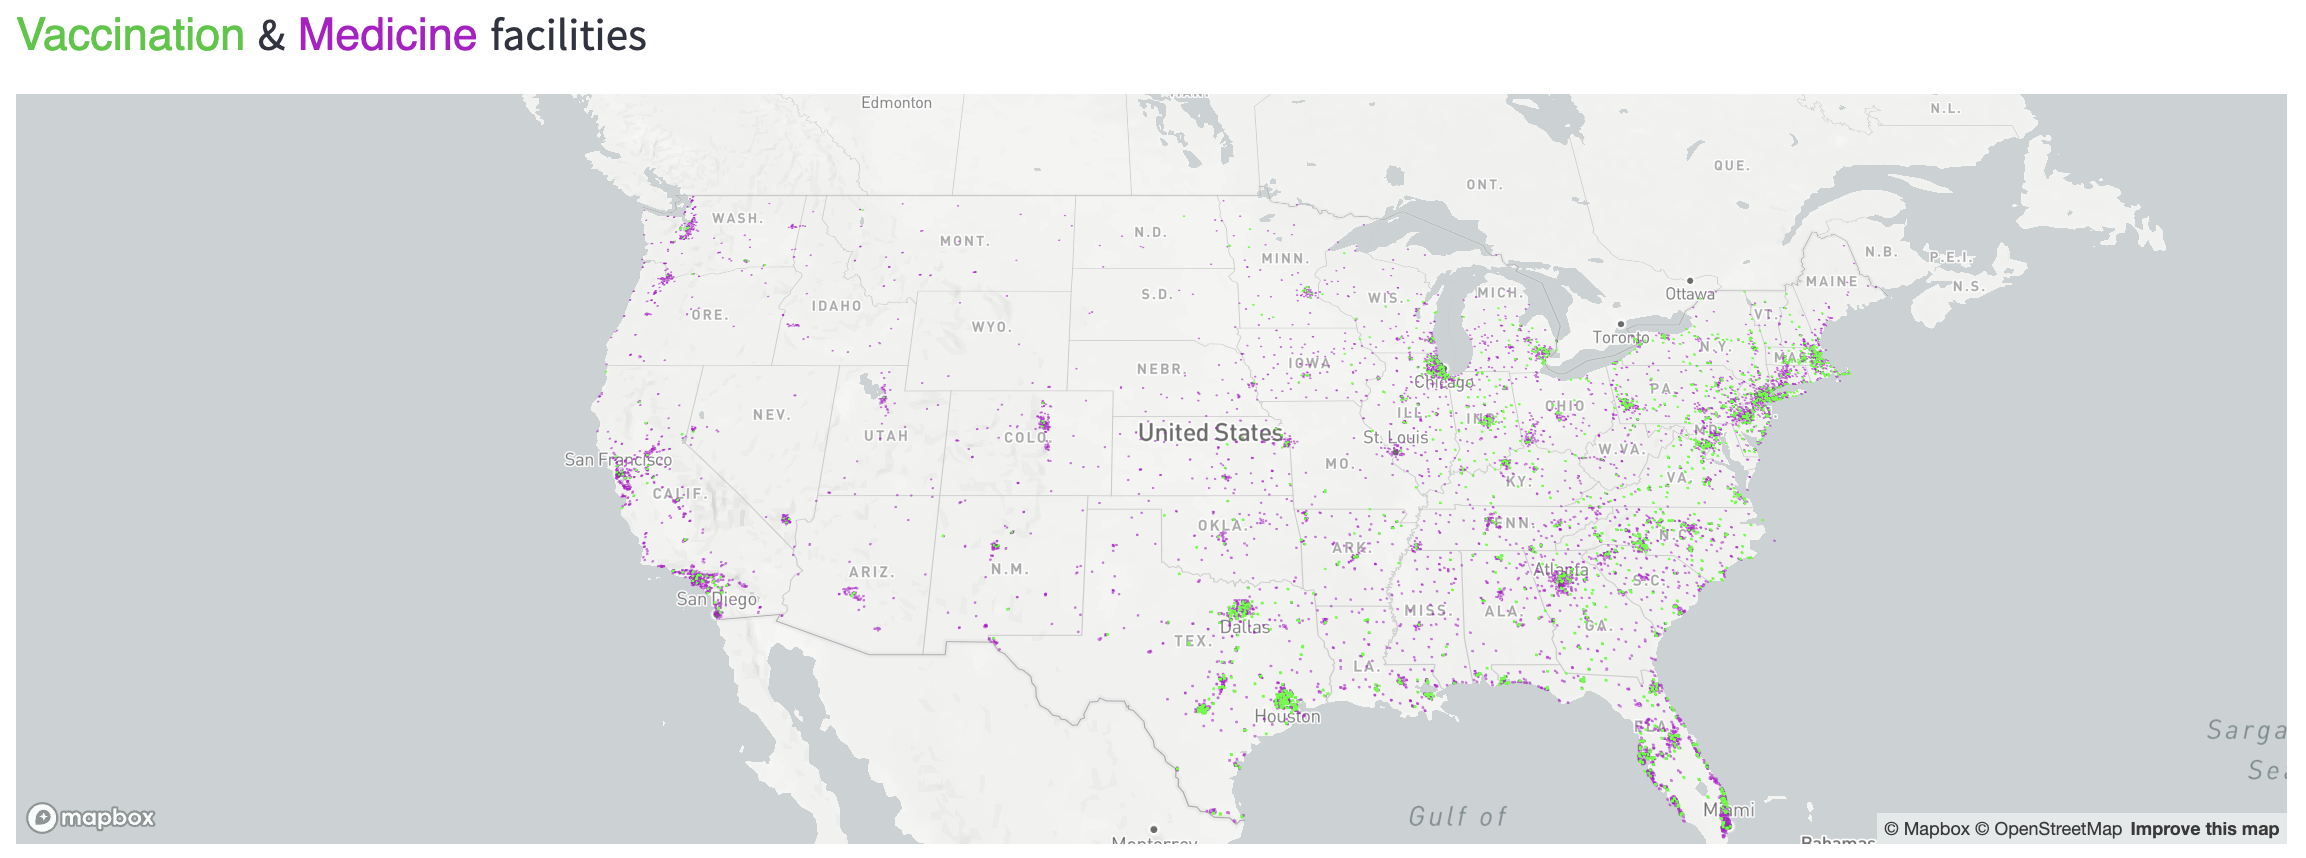 Vaccination & Medicine facilities
Edmonton
N.L.
QUE.
ONT.
WASH.
N.D.
MONT.
MINN.
N.B.
P.E.I.
MAINE
N.S.
Ottawa
S.D.
MICH.
WIS.
IDAHO
ORE.
WYO.
VT.
Toronto
N.Y.
MASS.
IOWA
NEBR.
Chicago
PA.
OHIO
ILL.
IND.
NEV.
UTAH
COLO.
United States
St. Louis
MD.
W.VA.
San Francisco
MO.
KY.
VA.
CALIF.
OKLA.
TENN.
N.C.
ARK.
ARIZ.
N.M.
Atlanta
S.C.
San Diego
MISS.
ALA.
Dallas
GA.
TEX.
LA.
Houston
FLA.
Sarga
Sea
Miami
Gulf of
mapbox
© Mapbox © OpenStreetMap Improve this map
Monterrey
Bahamas